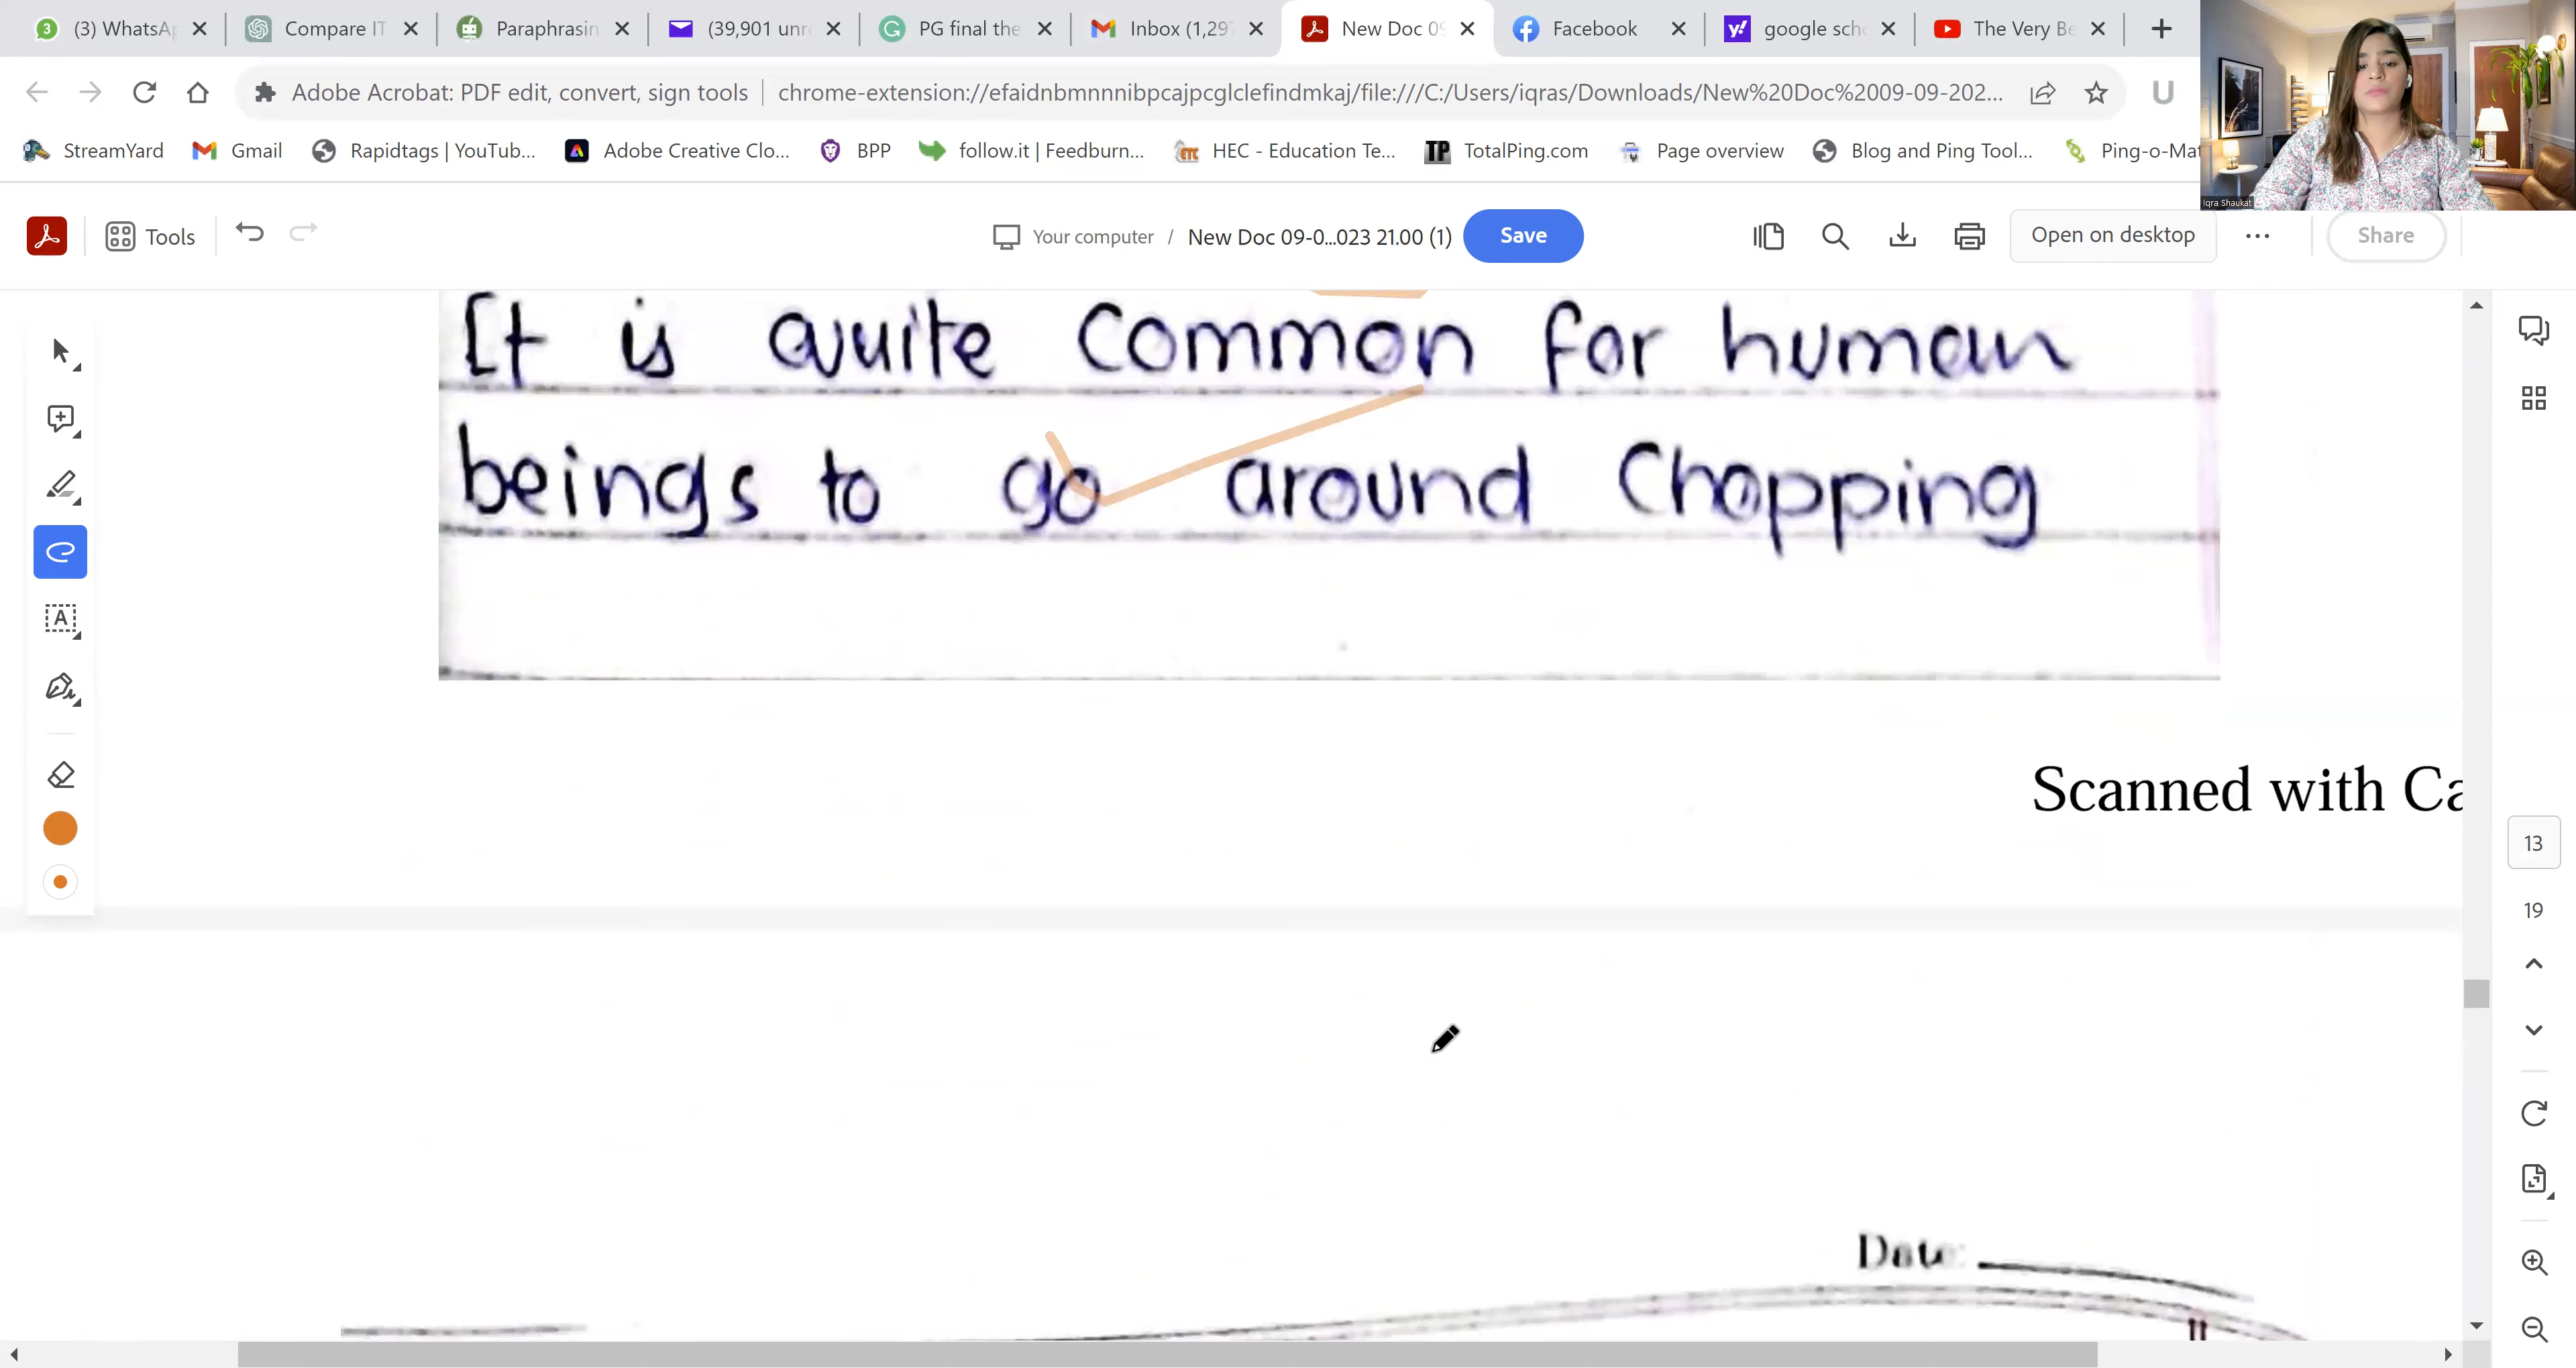 (3) WhatsAp
Compare IT
Paraphrasin
(39,901 unr
PG final the
Inbox (1,29
New Doc 09
Facebook
google scho
The Very Be
Adobe Acrobat: PDF edit, convert, sign tools
chrome-extension://efaidnbmnnnibpcajpcglclefindmkaj/file:///C:/Users/iqras/Downloads/New%20Doc%2009-09-202...
StreamYard
Gmail
Rapidtags | YouTub...
Adobe Creative Clo...
BPP
follow.it | Feedburn...
HEC - Education Te...
TotalPing.com
Page overview
Blog and Ping Tool...
Ping-o-Mat
Iqra Shaukat
Tools
Your computer / New Doc 09-0...023 21.00 (1)
Save
Open on desktop
Share
It is quite Common for human
beings to go around Chopping
Scanned with Ca
13
19
Date: